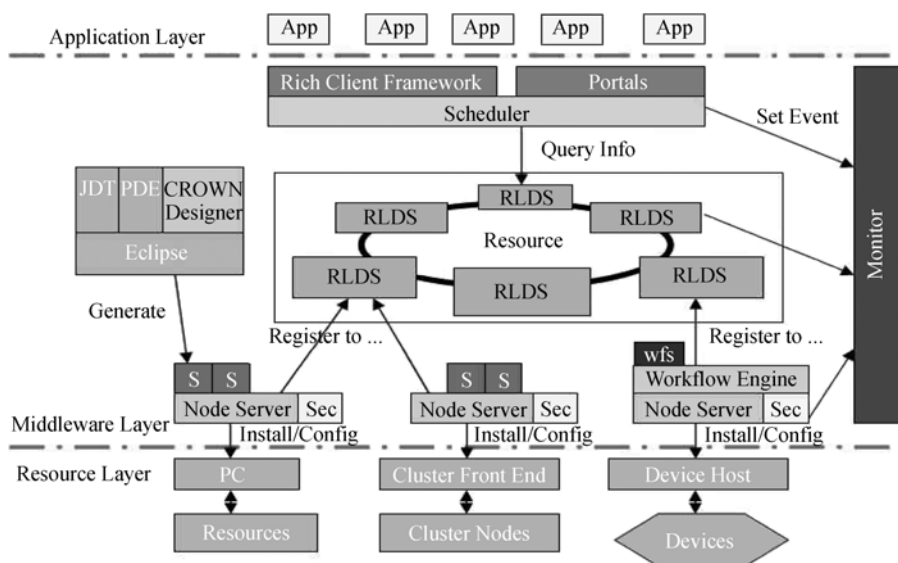 App App App App App
Application Layer
Rich Client Framework Portals
Scheduler
Set Event
Query Info
JDT PDE CROWN
Designer
Eclipse
RLDS
RLDS RLDS
Resource
RLDS RLDS RLDS
Monitor
Generate
Register to ... Register to ...
wfs
S S S S Workflow Engine
Node Server Sec Node Server Sec Node Server Sec
Middleware Layer
Install/Config Install/Config Install/Config
Resource Layer
PC Cluster Front End Device Host
Resources Cluster Nodes Devices